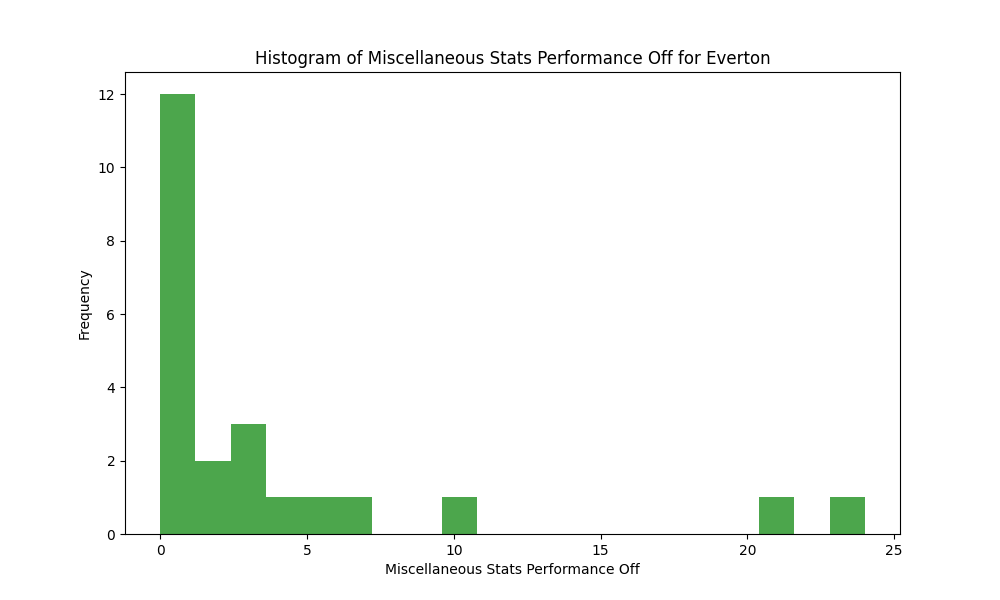 Histogram of Miscellaneous Stats Performance Off for Everton
12
10
8
6
4
2
0
Frequency
0 5 10 15 20 25
Miscellaneous Stats Performance Off